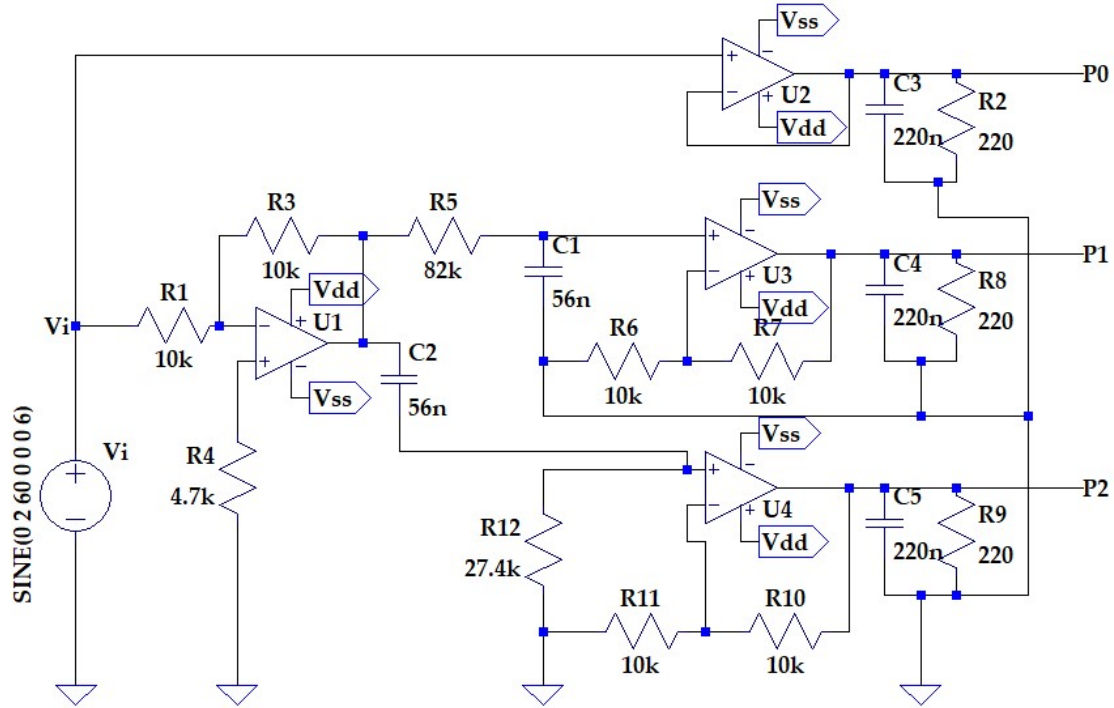 Vss
U2
Vdd
C3
220n
R2
220
P0
R3
10k
R5
82k
C1
56n
Vss
U3
Vdd
C4
220n
R8
220
P1
Vi
R1
10k
Vdd
U1
Vss
C2
56n
R6
10k
R7
10k
SINE(0 2 60 0 0 0 6)
Vi
R4
4.7k
Vss
U4
Vdd
C5
220n
R9
220
P2
R12
27.4k
R11
10k
R10
10k